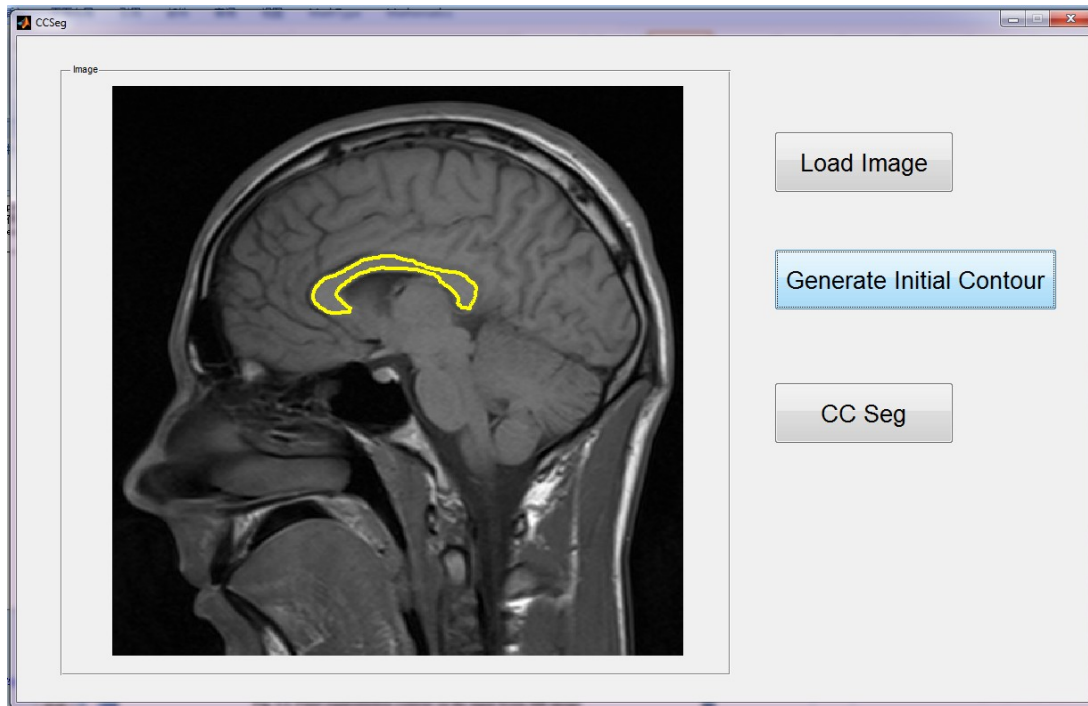 CCSeg
Image
Load Image
Generate Initial Contour
CC Seg